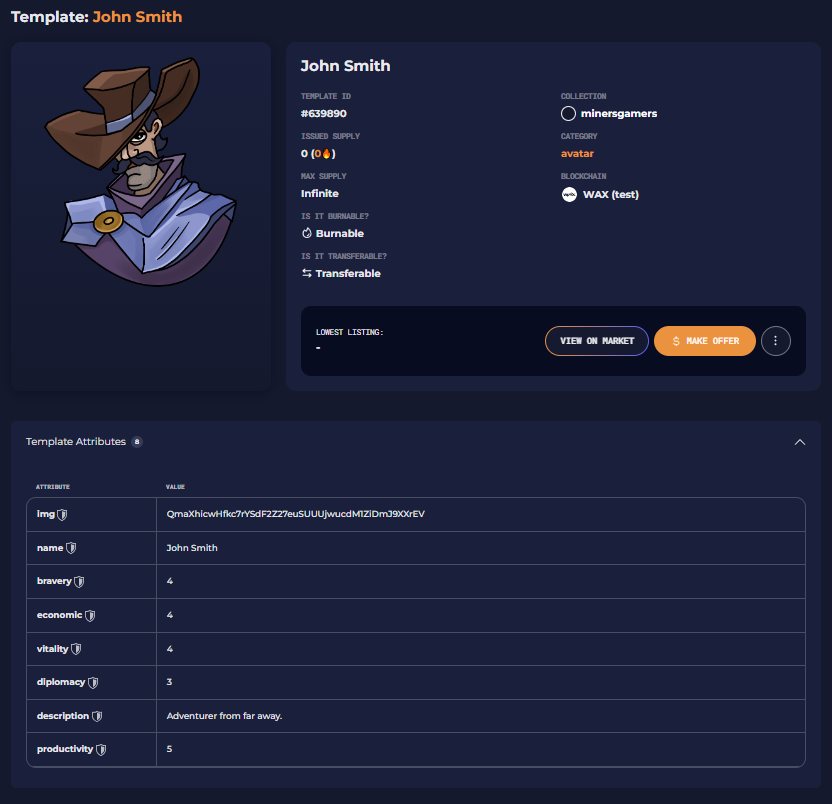 Template: John Smith
John Smith
TEMPLATE ID
#639890
COLLECTION
minersgamers
ISSUED SUPPLY
0 (0🔥)
CATEGORY
avatar
MAX SUPPLY
Infinite
BLOCKCHAIN
WAX (test)
IS IT BURNABLE?
Burnable
IS IT TRANSFERABLE?
Transferable
LOWEST LISTING:
-
VIEW ON MARKET
$ MAKE OFFER
Template Attributes 8
ATTRIBUTE VALUE
img QmaXhicwHfkc7rYSdF2Z27euSUUUjwucdM1ZiDmJ9XXrEV
name John Smith
bravery 4
economic 4
vitality 4
diplomacy 3
description Adventurer from far away.
productivity 5